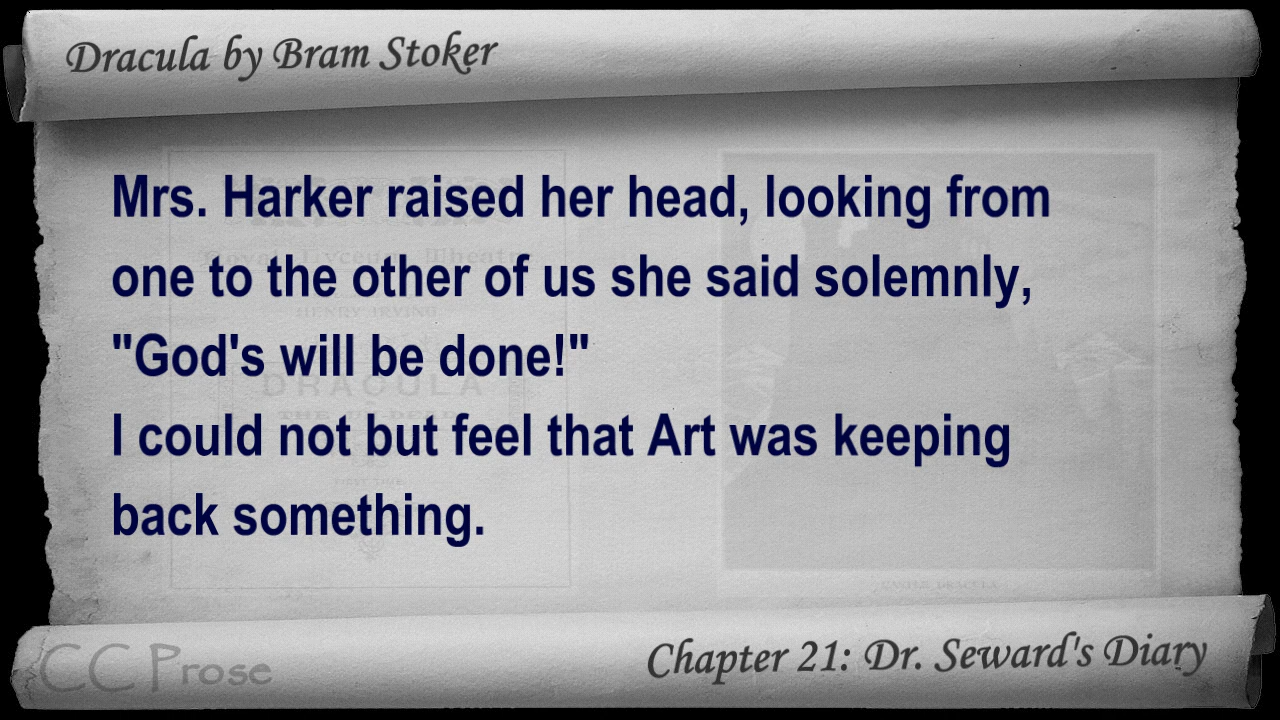 Dracula by Bram Stoker
Mrs. Harker raised her head, looking from
one to the other of us she said solemnly,
"God's will be done!"
I could not but feel that Art was keeping
back something.
CC Prose
Chapter 21: Dr. Seward's Diary